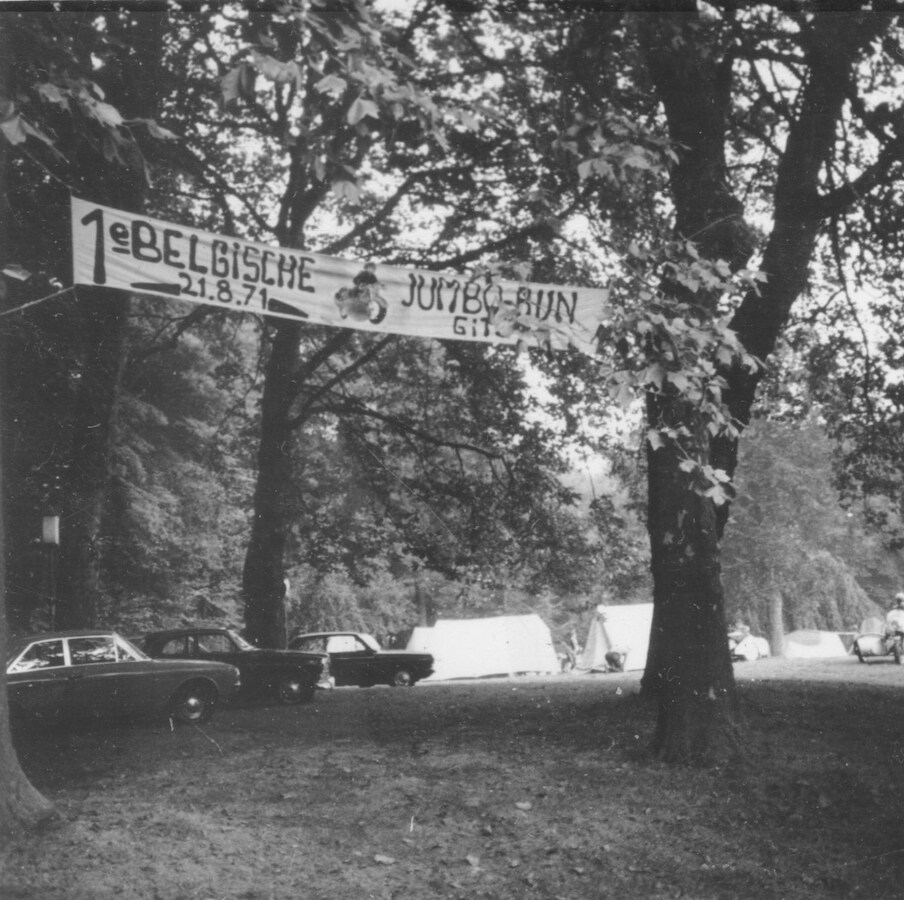 1e BELGISCHE JUMBO-RUN
21.8.71